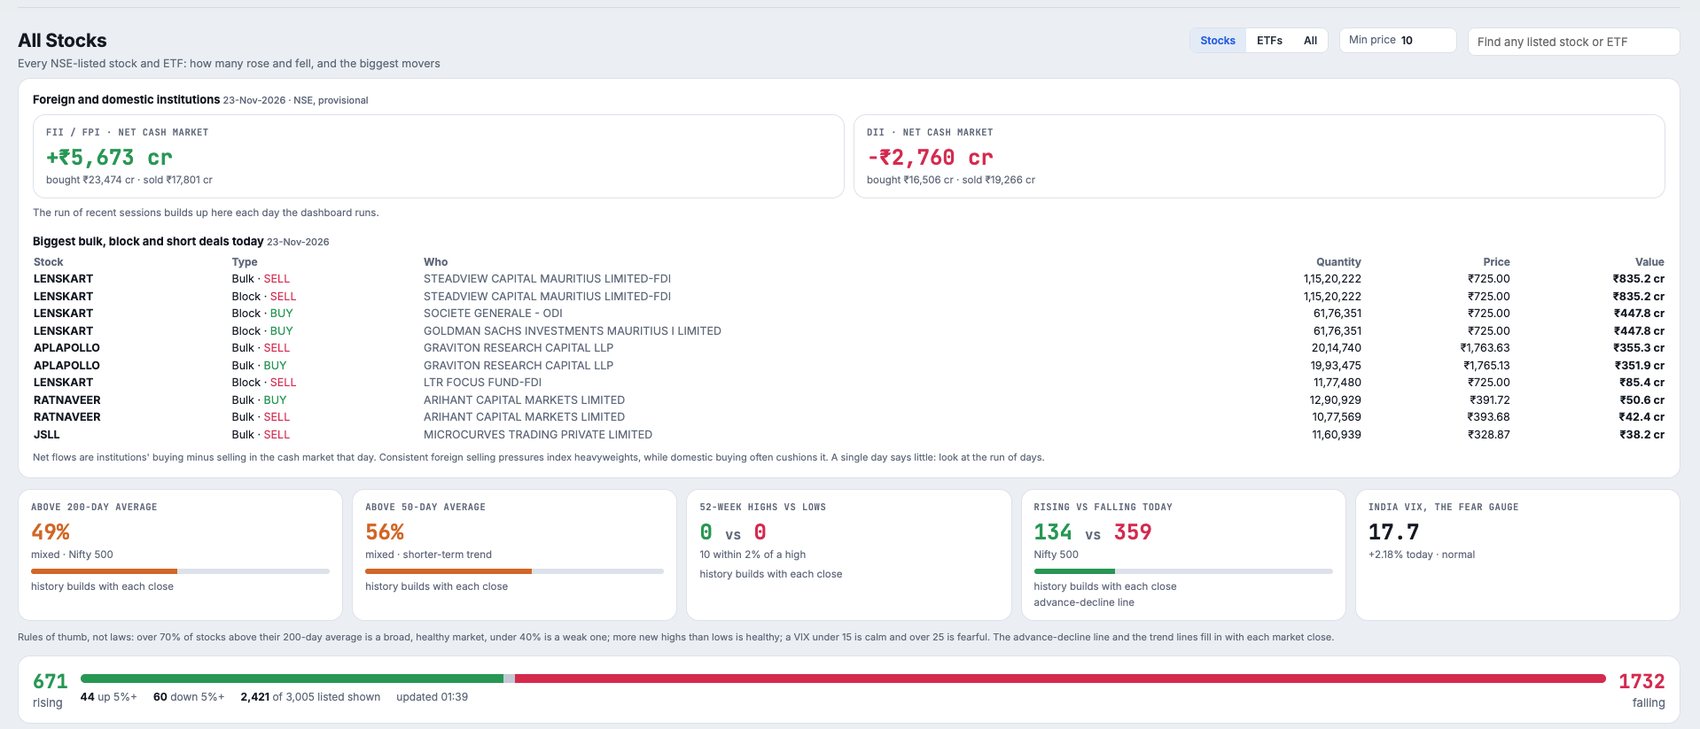 All Stocks
Stocks ETFs All Min price 10 Find any listed stock or ETF
Every NSE-listed stock and ETF: how many rose and fell, and the biggest movers
Foreign and domestic institutions 23-Nov-2026 · NSE, provisional
FII / FPI · NET CASH MARKET
+₹5,673 cr
bought ₹23,474 cr · sold ₹17,801 cr
DII · NET CASH MARKET
-₹2,760 cr
bought ₹16,506 cr · sold ₹19,266 cr
The run of recent sessions builds up here each day the dashboard runs.
Biggest bulk, block and short deals today 23-Nov-2026
Stock Type Who Quantity Price Value
LENSKART Bulk · SELL STEADVIEW CAPITAL MAURITIUS LIMITED-FDI 1,15,20,222 ₹725.00 ₹835.2 cr
LENSKART Block · SELL STEADVIEW CAPITAL MAURITIUS LIMITED-FDI 1,15,20,222 ₹725.00 ₹835.2 cr
LENSKART Block · BUY SOCIETE GENERALE - ODI 61,76,351 ₹725.00 ₹447.8 cr
LENSKART Block · BUY GOLDMAN SACHS INVESTMENTS MAURITIUS I LIMITED 61,76,351 ₹725.00 ₹447.8 cr
APLAPOLLO Bulk · SELL GRAVITON RESEARCH CAPITAL LLP 20,14,740 ₹1,763.63 ₹355.3 cr
APLAPOLLO Bulk · BUY GRAVITON RESEARCH CAPITAL LLP 19,93,475 ₹1,765.13 ₹351.9 cr
LENSKART Block · SELL LTR FOCUS FUND-FDI 11,77,480 ₹725.00 ₹85.4 cr
RATNAVEER Bulk · BUY ARIHANT CAPITAL MARKETS LIMITED 12,90,929 ₹391.72 ₹50.6 cr
RATNAVEER Bulk · SELL ARIHANT CAPITAL MARKETS LIMITED 10,77,569 ₹393.68 ₹42.4 cr
JSLL Bulk · SELL MICROCURVES TRADING PRIVATE LIMITED 11,60,939 ₹328.87 ₹38.2 cr
Net flows are institutions' buying minus selling in the cash market that day. Consistent foreign selling pressures index heavyweights, while domestic buying often cushions it. A single day says little: look at the run of days.
ABOVE 200-DAY AVERAGE
49%
mixed · Nifty 500
history builds with each close
ABOVE 50-DAY AVERAGE
56%
mixed · shorter-term trend
history builds with each close
52-WEEK HIGHS VS LOWS
0 vs 0
10 within 2% of a high
history builds with each close
RISING VS FALLING TODAY
134 vs 359
Nifty 500
history builds with each close
advance-decline line
INDIA VIX, THE FEAR GAUGE
17.7
+2.18% today · normal
Rules of thumb, not laws: over 70% of stocks above their 200-day average is a broad, healthy market, under 40% is a weak one; more new highs than lows is healthy; a VIX under 15 is calm and over 25 is fearful. The advance-decline line and the trend lines fill in with each market close.
671
rising
44 up 5%+ 60 down 5%+ 2,421 of 3,005 listed shown updated 01:39
1732
falling